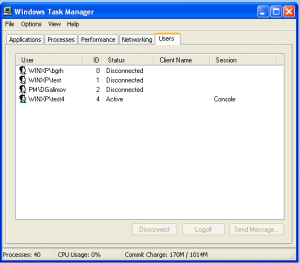 Windows Task Manager
File Options View Help
Applications Processes Performance Networking Users
User ID Status Client Name Session
WINXP\bgirh 0 Disconnected
WINXP\test 1 Disconnected
PM\DGalimov 2 Disconnected
WINXP\test4 4 Active Console
Disconnect Logoff Send Message...
Processes: 40 CPU Usage: 0% Commit Charge: 170M / 1014M